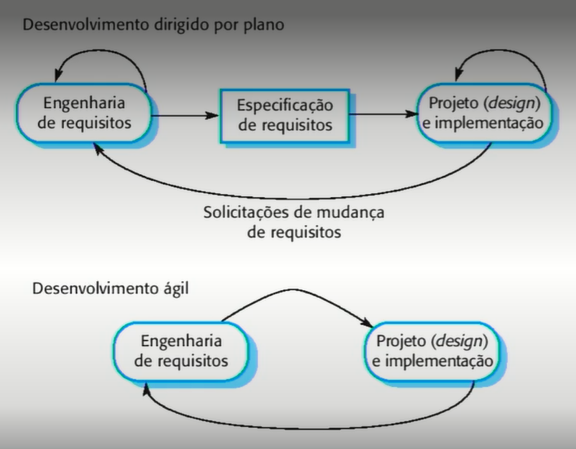 Desenvolvimento dirigido por plano
Engenharia
de requisitos
Especificação
de requisitos
Projeto (design)
e implementação
Solicitações de mudança
de requisitos
Desenvolvimento ágil
Engenharia
de requisitos
Projeto (design)
e implementação